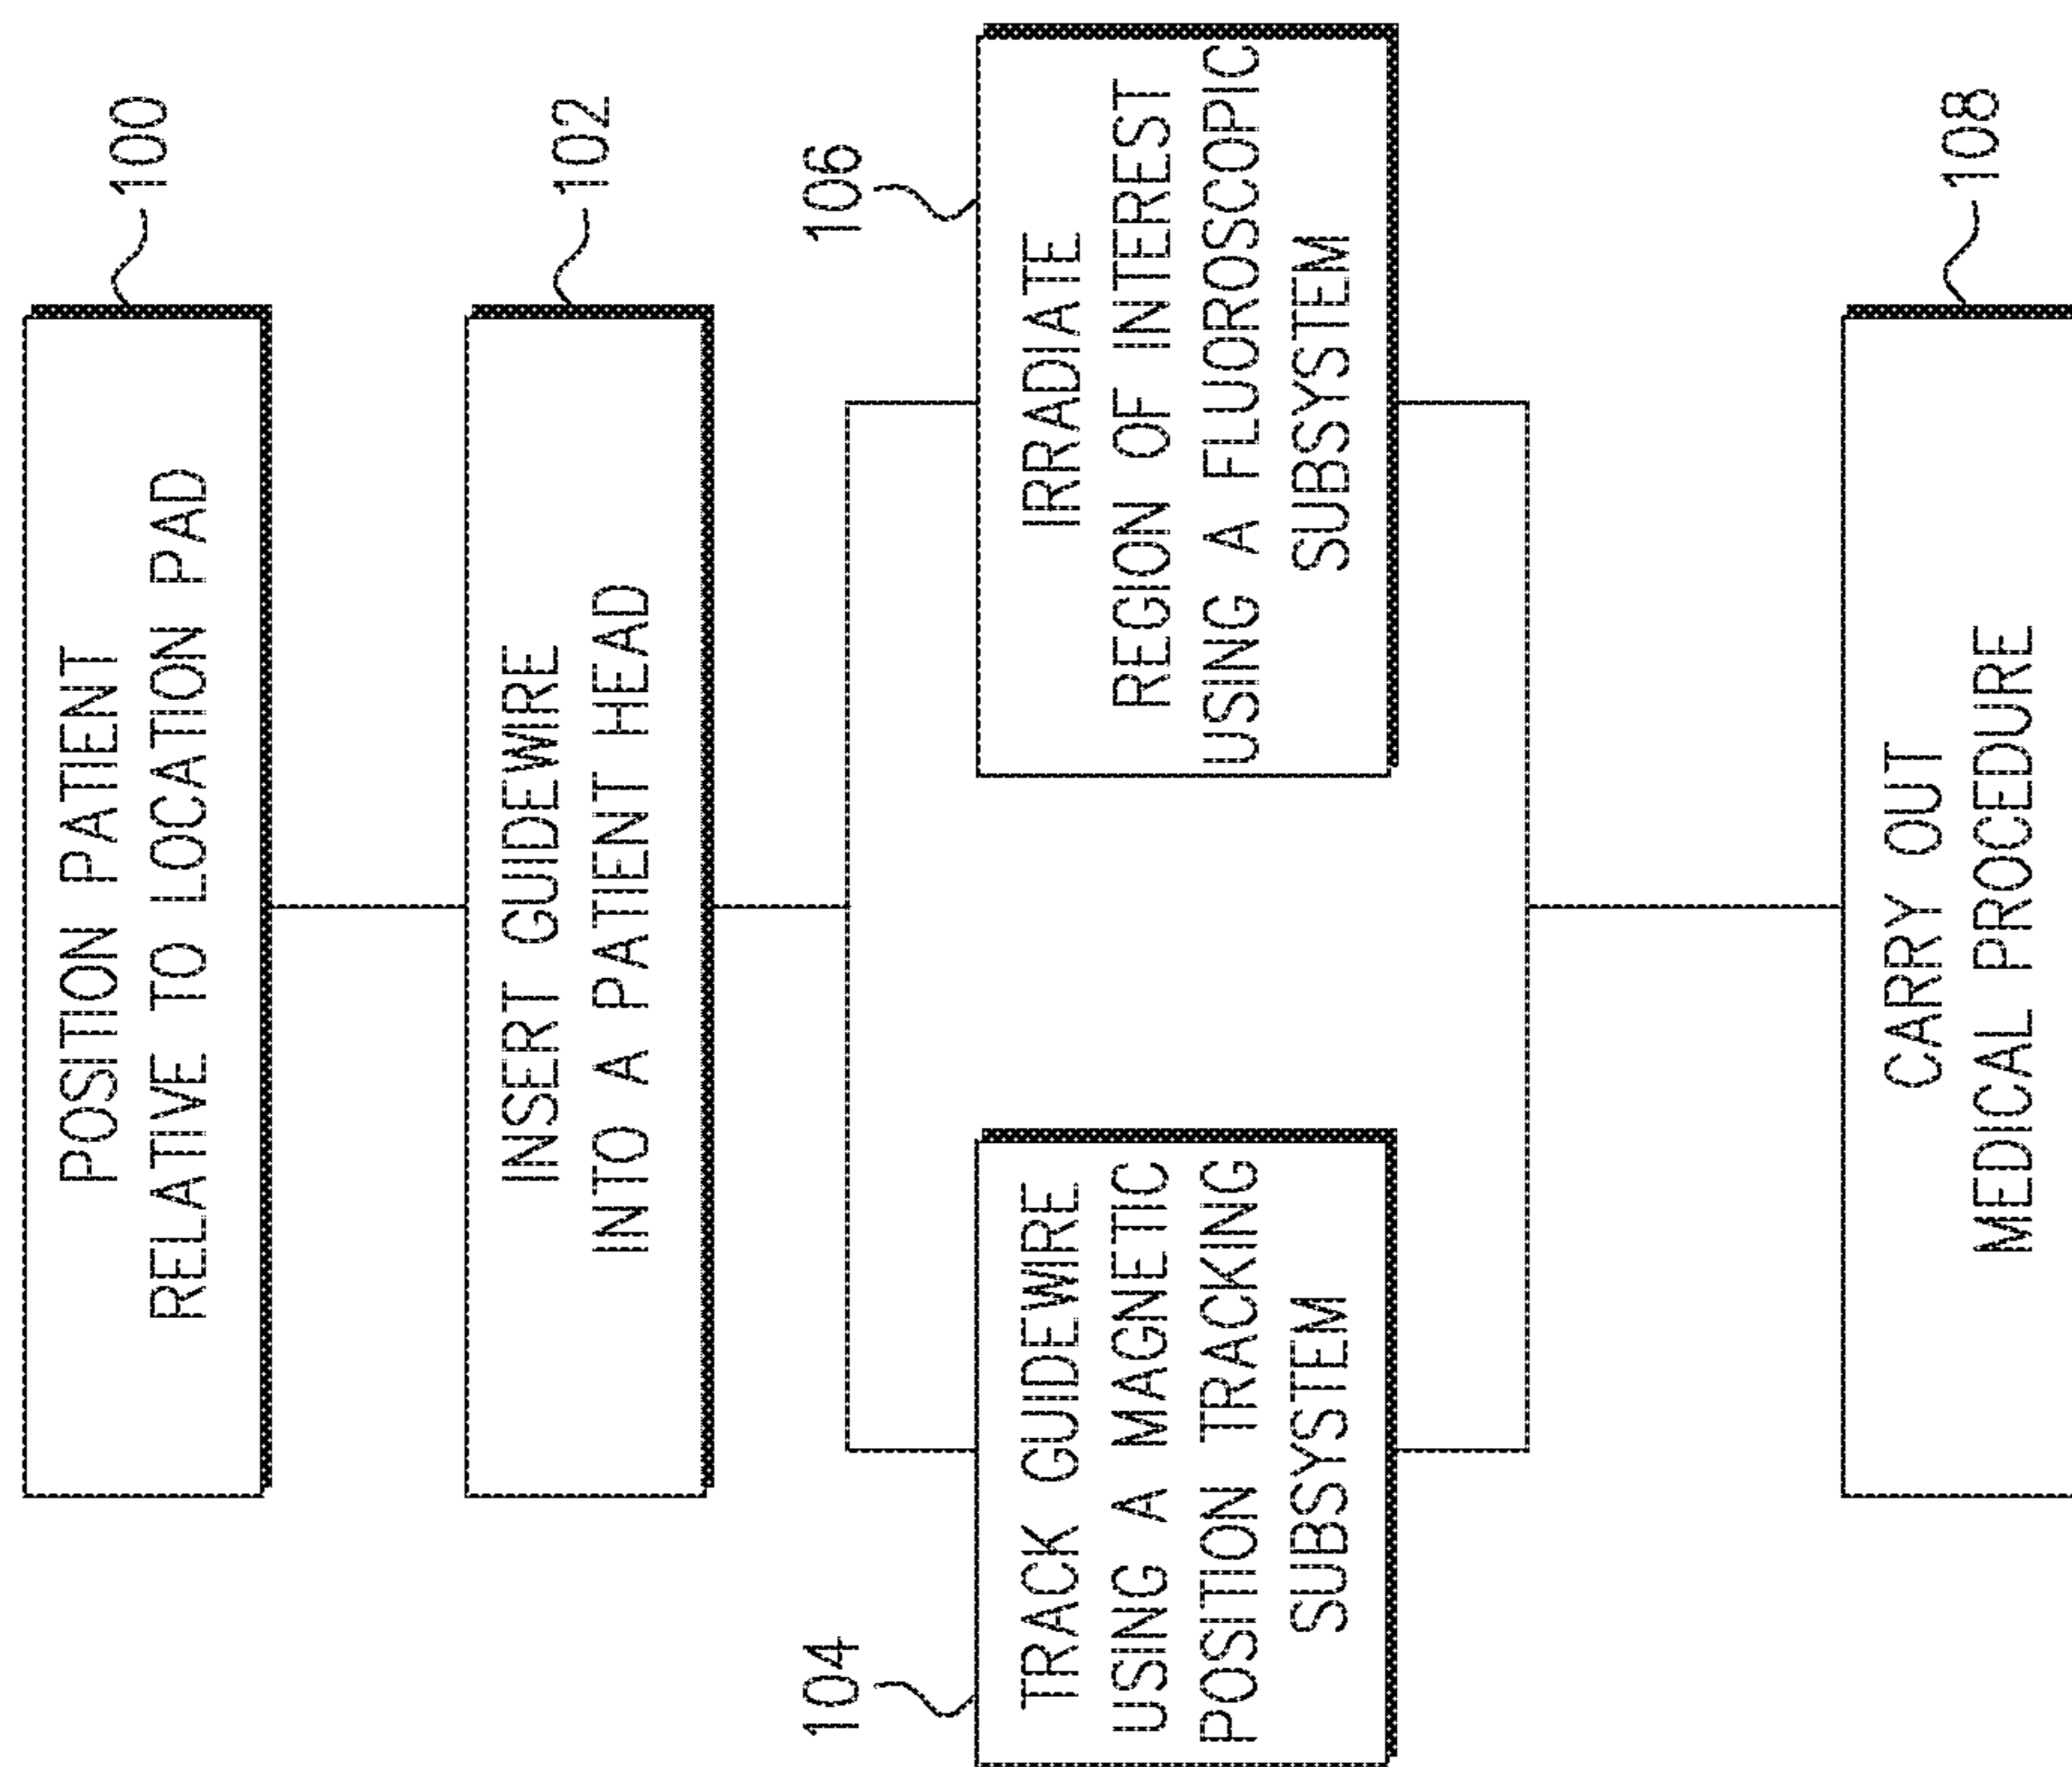 POSITION PATIENT
RELATIVE TO LOCATION PAD
100
INSERT GUIDEWIRE
INTO A PATIENT HEAD
102
104
TRACK GUIDEWIRE
USING A MAGNETIC
POSITION TRACKING
SUBSYSTEM
106
IRRADIATE
REGION OF INTEREST
USING A FLUOROSCOPIC
SUBSYSTEM
CARRY OUT
MEDICAL PROCEDURE
108